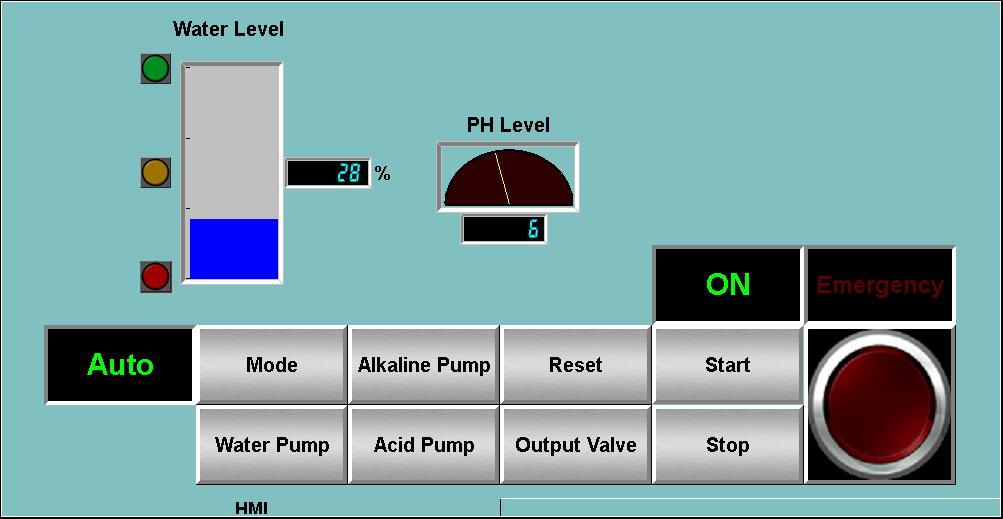 Water Level
PH Level
28 %
6
ON
Emergency
Auto
Mode
Alkaline Pump
Reset
Start
Water Pump
Acid Pump
Output Valve
Stop
HMI